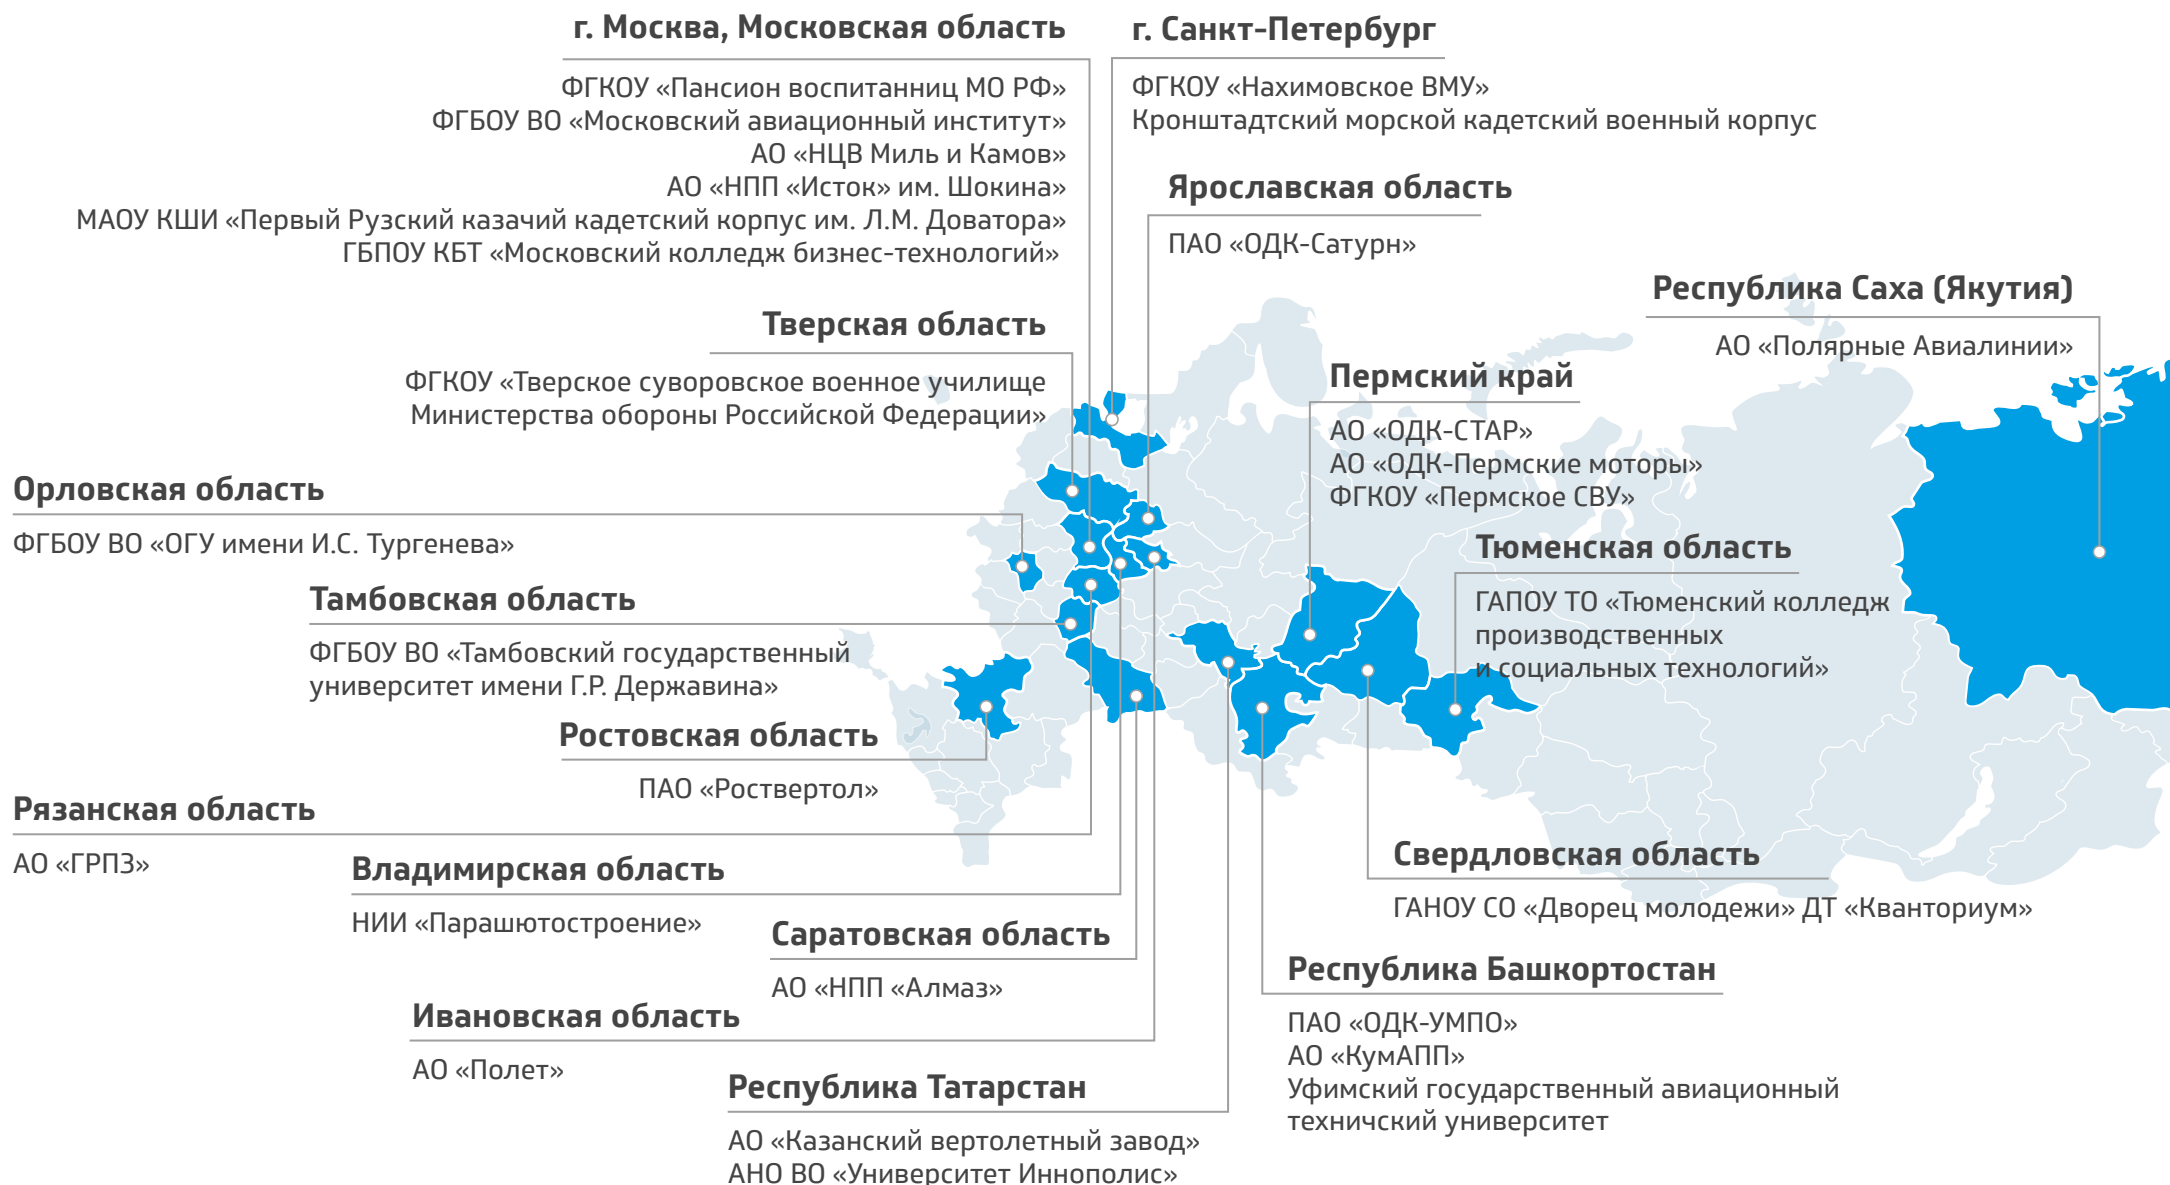 г. Москва, Московская область
ФГКОУ «Пансион воспитанниц МО РФ»
ФГБОУ ВО «Московский авиационный институт»
АО «НЦВ Миль и Камов»
АО «НПП «Исток» им. Шокина»
МАОУ КШИ «Первый Рузский казачий кадетский корпус им. Л.М. Доватора»
ГБПОУ КБТ «Московский колледж бизнес-технологий»
г. Санкт-Петербург
ФГКОУ «Нахимовское ВМУ»
Кронштадтский морской кадетский военный корпус
Ярославская область
ПАО «ОДК-Сатурн»
Республика Саха (Якутия)
АО «Полярные Авиалинии»
Тверская область
ФГКОУ «Тверское суворовское военное училище
Министерства обороны Российской Федерации»
Пермский край
АО «ОДК-СТАР»
АО «ОДК-Пермские моторы»
ФГКОУ «Пермское СВУ»
Орловская область
ФГБОУ ВО «ОГУ имени И.С. Тургенева»
Тюменская область
ГАПОУ ТО «Тюменский колледж
производственных
и социальных технологий»
Тамбовская область
ФГБОУ ВО «Тамбовский государственный
университет имени Г.Р. Державина»
Ростовская область
ПАО «Роствертол»
Рязанская область
АО «ГРПЗ»
Владимирская область
НИИ «Парашютостроение»
Свердловская область
ГАНОУ СО «Дворец молодежи» ДТ «Кванториум»
Саратовская область
АО «НПП «Алмаз»
Республика Башкортостан
ПАО «ОДК-УМПО»
АО «КумАПП»
Уфимский государственный авиационный
техничский университет
Ивановская область
АО «Полет»
Республика Татарстан
АО «Казанский вертолетный завод»
АНО ВО «Университет Иннополис»